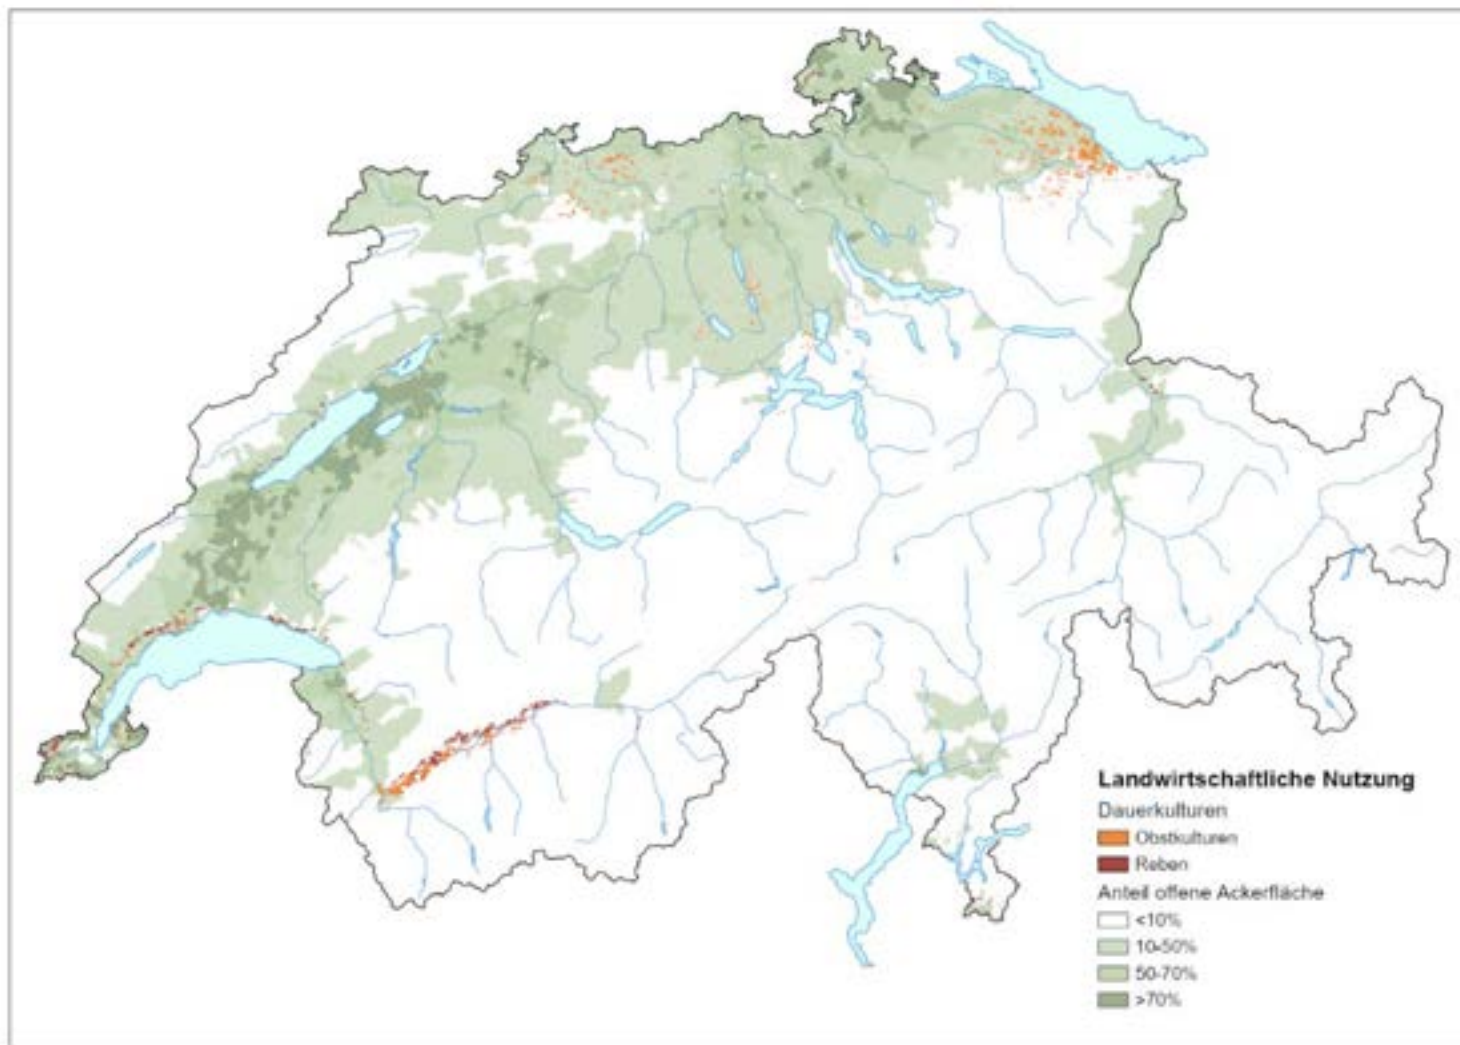 Landwirtschaftliche Nutzung
Dauerkulturen
Obstkulturen
Reben
Anteil offene Ackerfläche
<10%
10-50%
50-70%
>70%